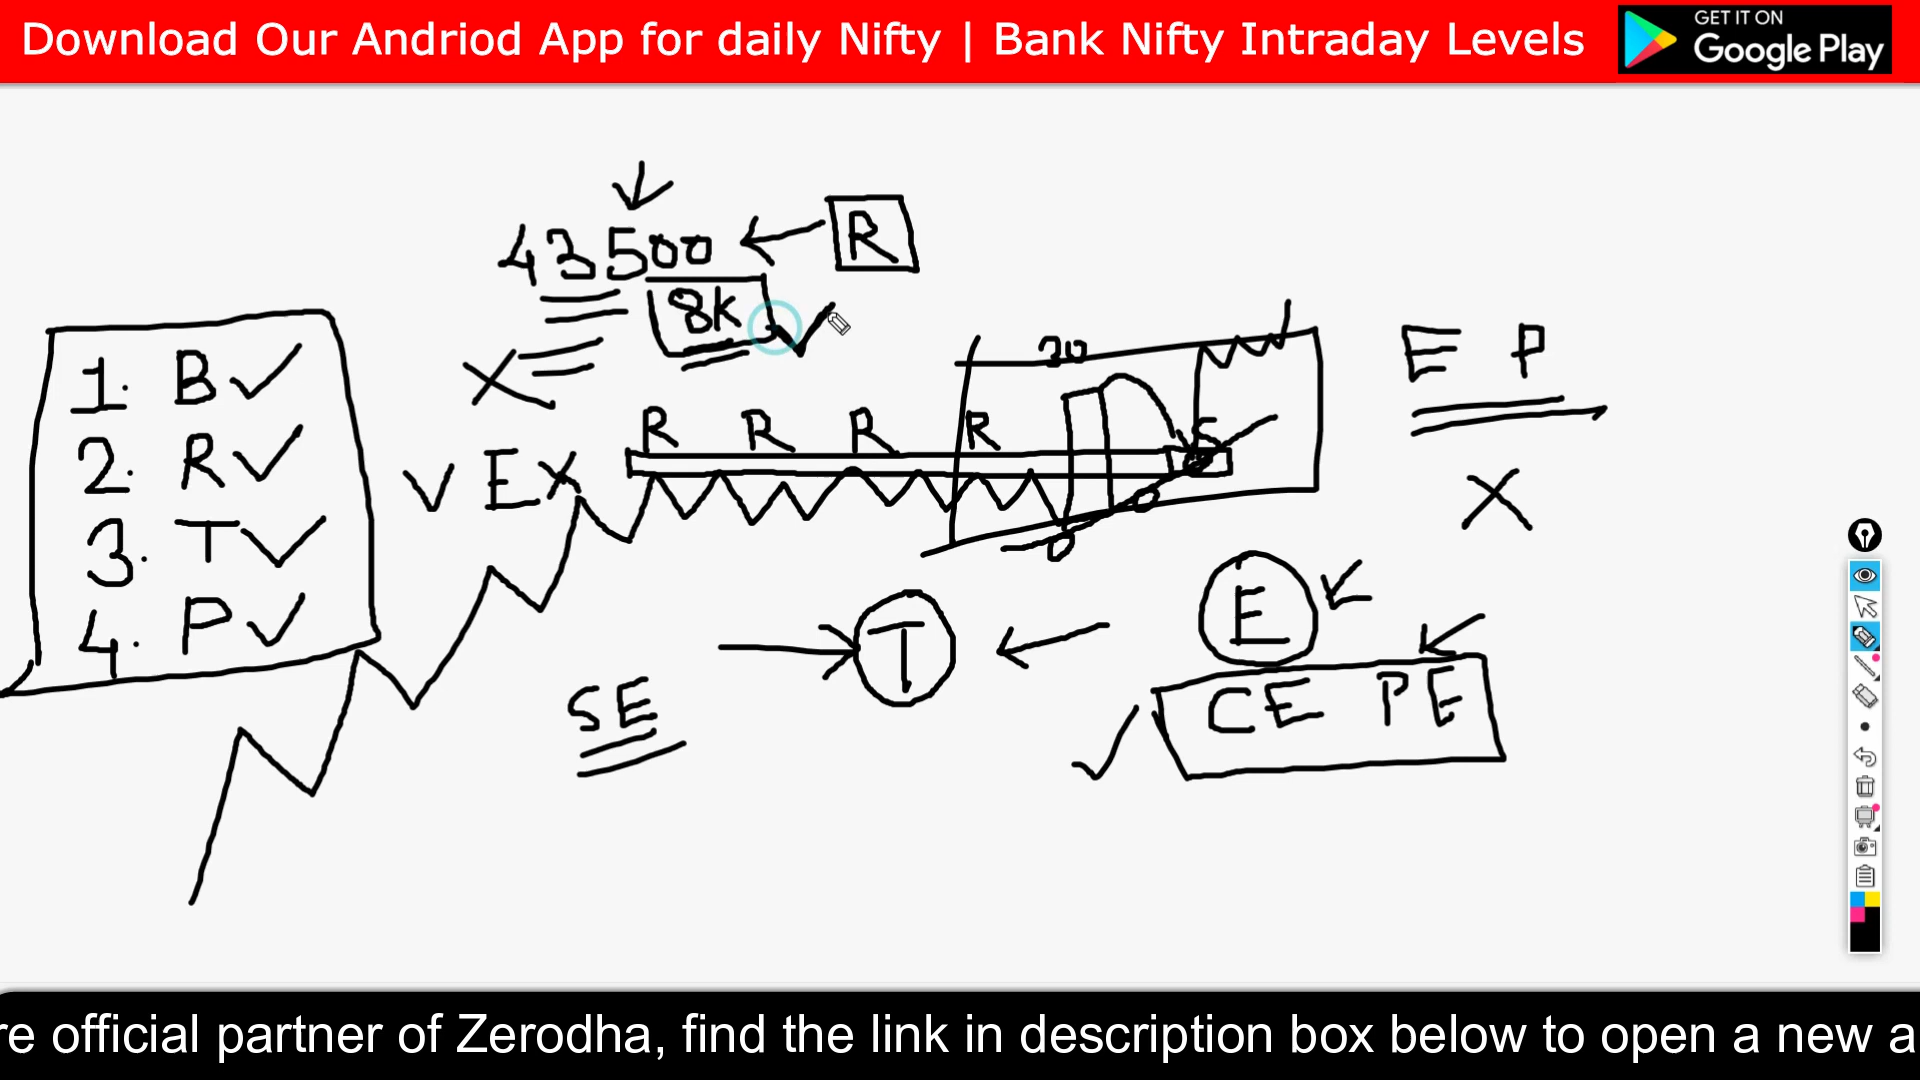 Download Our Andriod App for daily Nifty | Bank Nifty Intraday Levels
GET IT ON
Google Play
43500
R
8K
1. B
2. R
3. T
4. P
EX
R R R R
S
E P
T
E
SE
CE PE
re official partner of Zerodha, find the link in description box below to open a new a